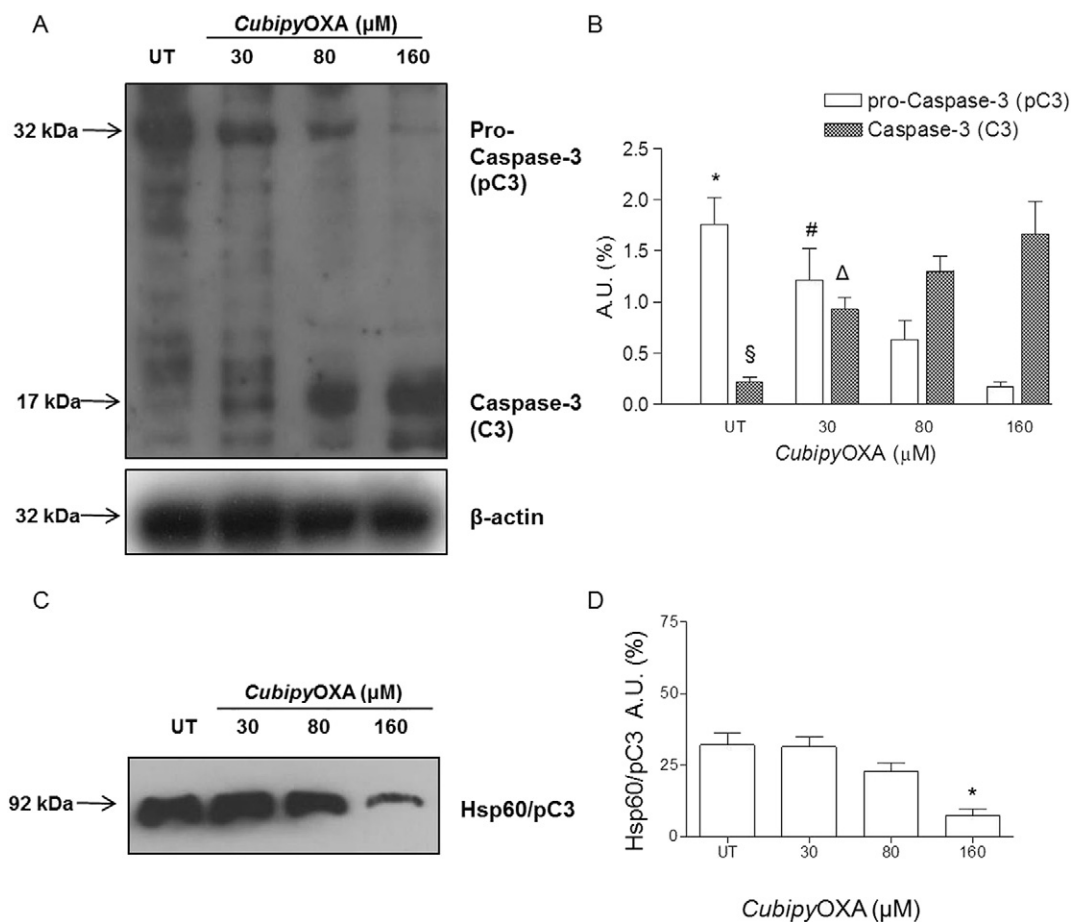 A
CubipyOXA (µM)
UT 30 80 160
32 kDa
Pro-
Caspase-3
(pC3)
17 kDa
Caspase-3
(C3)
32 kDa
β-actin
B
pro-Caspase-3 (pC3)
Caspase-3 (C3)
A.U. (%)
2.5
2.0
1.5
1.0
0.5
0.0
*
§
#
Δ
UT 30 80 160
CubipyOXA (µM)
C
CubipyOXA (µM)
UT 30 80 160
92 kDa
Hsp60/pC3
D
Hsp60/pC3 A.U. (%)
75
50
25
0
*
UT 30 80 160
CubipyOXA (µM)